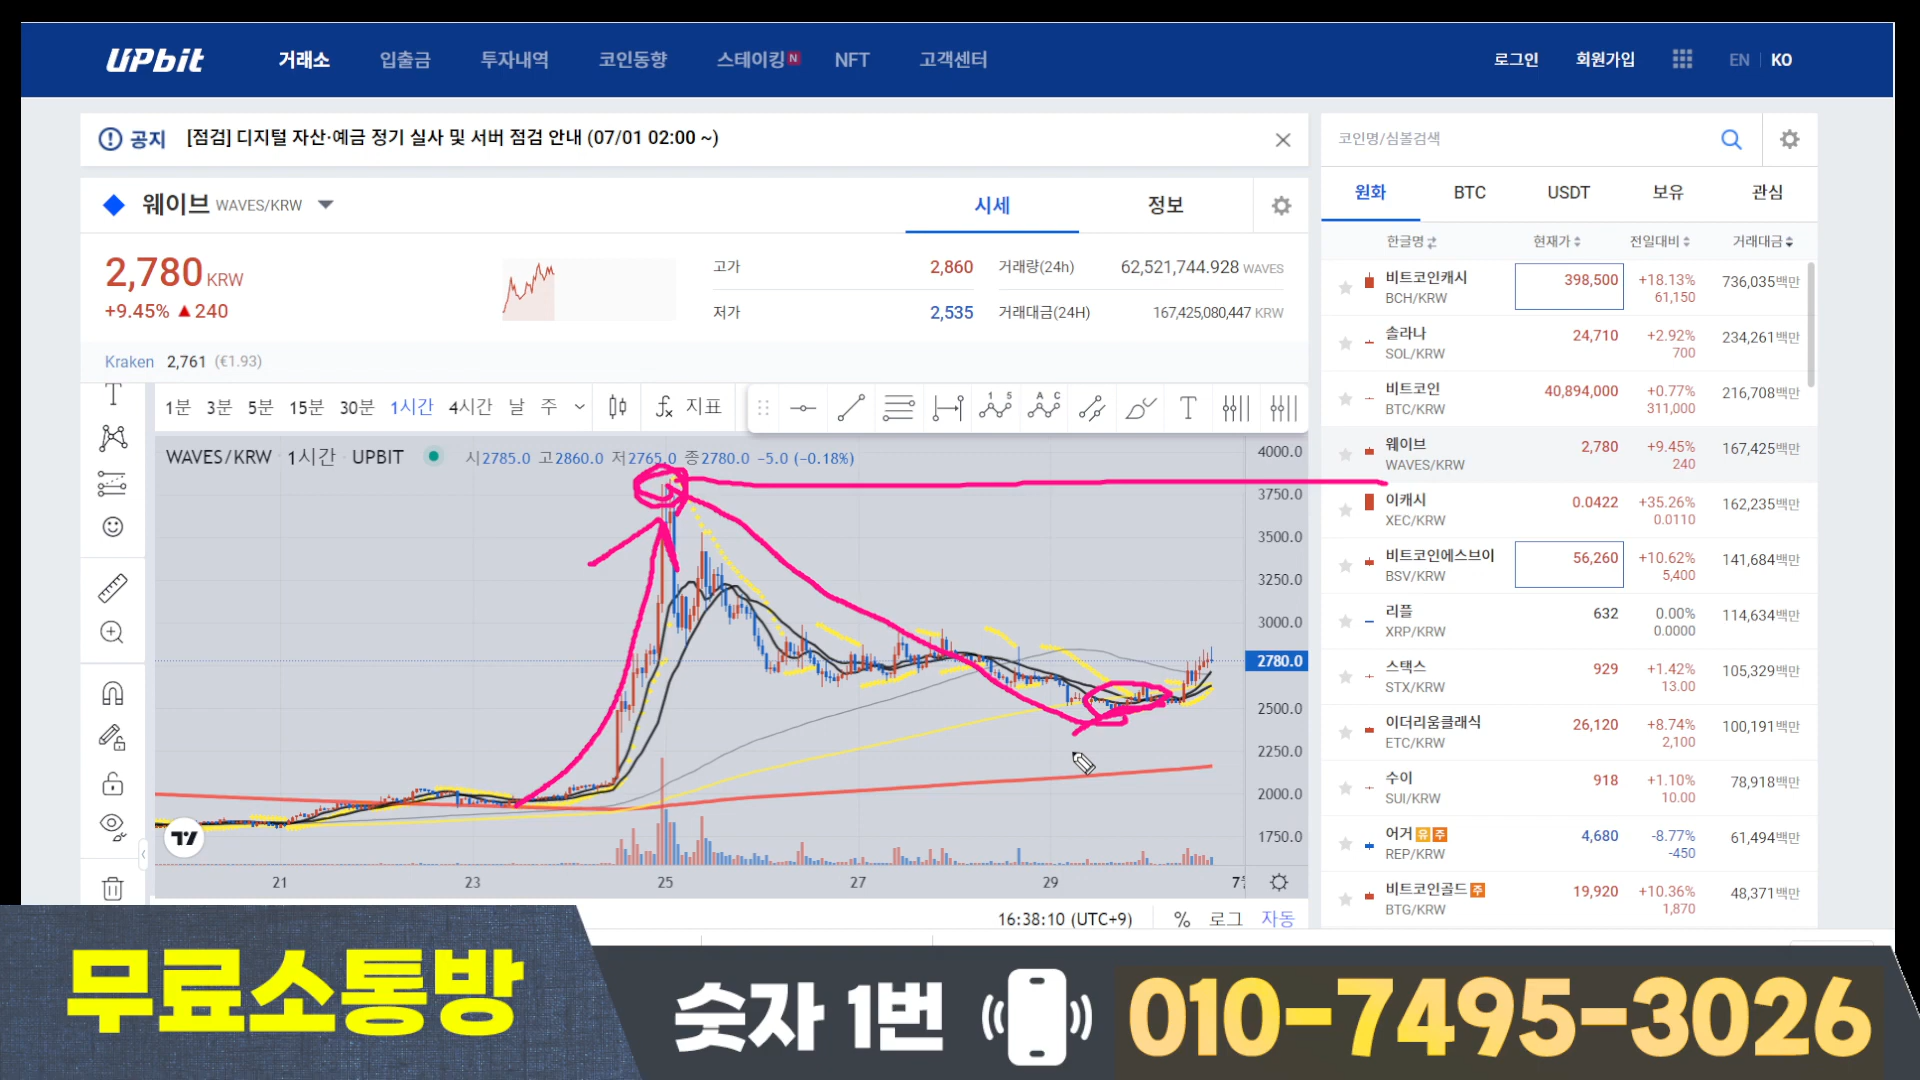 UPbit 거래소 입출금 투자내역 코인동향 스테이킹 N NFT 고객센터 로그인 회원가입 EN KO
공지 [점검] 디지털 자산·예금 정기 실사 및 서버 점검 안내 (07/01 02:00 ~)
웨이브 WAVES/KRW 시세 정보
2,780 KRW
+9.45% ▲240
고가 2,860 거래량(24h) 62,521,744.928 WAVES
저가 2,535 거래대금(24H) 167,425,080,447 KRW
Kraken 2,761 (€1.93)
1분 3분 5분 15분 30분 1시간 4시간 날 주 지표
WAVES/KRW 1시간 UPBIT 시2785.0 고2860.0 저2765.0 종2780.0 -5.0 (-0.18%)
4000.0
3750.0
3500.0
3250.0
3000.0
2780.0
2500.0
2250.0
2000.0
1750.0
21 23 25 27 29
16:38:10 (UTC+9) % 로그 자동
코인명/심볼검색
원화 BTC USDT 보유 관심
한글명 현재가 전일대비 거래대금
비트코인캐시 398,500 +18.13% 736,035백만
BCH/KRW 61,150
솔라나 24,710 +2.92% 234,261백만
SOL/KRW 700
비트코인 40,894,000 +0.77% 216,708백만
BTC/KRW 311,000
웨이브 2,780 +9.45% 167,425백만
WAVES/KRW 240
이캐시 0.0422 +35.26% 162,235백만
XEC/KRW 0.0110
비트코인에스브이 56,260 +10.62% 141,684백만
BSV/KRW 5,400
리플 632 0.00% 114,634백만
XRP/KRW 0.0000
스택스 929 +1.42% 105,329백만
STX/KRW 13.00
이더리움클래식 26,120 +8.74% 100,191백만
ETC/KRW 2,100
수이 918 +1.10% 78,918백만
SUI/KRW 10.00
어거 유 주 4,680 -8.77% 61,494백만
REP/KRW -450
비트코인골드 주 19,920 +10.36% 48,371백만
BTG/KRW 1,870
무료소통방
숫자 1번 010-7495-3026